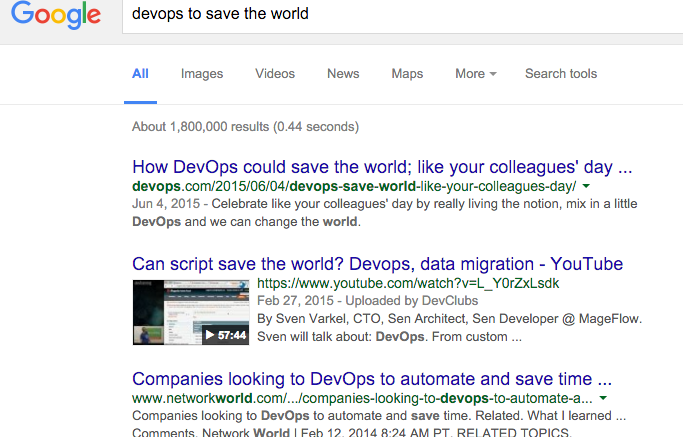 Google
devops to save the world
All Images Videos News Maps More Search tools
About 1,800,000 results (0.44 seconds)
How DevOps could save the world; like your colleagues' day ...
devops.com/2015/06/04/devops-save-world-like-your-colleagues-day/
Jun 4, 2015 - Celebrate like your colleagues' day by really living the notion, mix in a little
DevOps and we can change the world.
Can script save the world? Devops, data migration - YouTube
https://www.youtube.com/watch?v=L_Y0rZxLsdk
Feb 27, 2015 - Uploaded by DevClubs
By Sven Varkel, CTO, Sen Architect, Sen Developer @ MageFlow.
57:44
Sven will talk about: DevOps. From custom ...
Companies looking to DevOps to automate and save time ...
www.networkworld.com/.../companies-looking-to-devops-to-automate-a...
Companies looking to DevOps to automate and save time. Related. What I learned ...
Comments. Network World | Feb 12, 2014 8:24 AM PT. RELATED TOPICS.